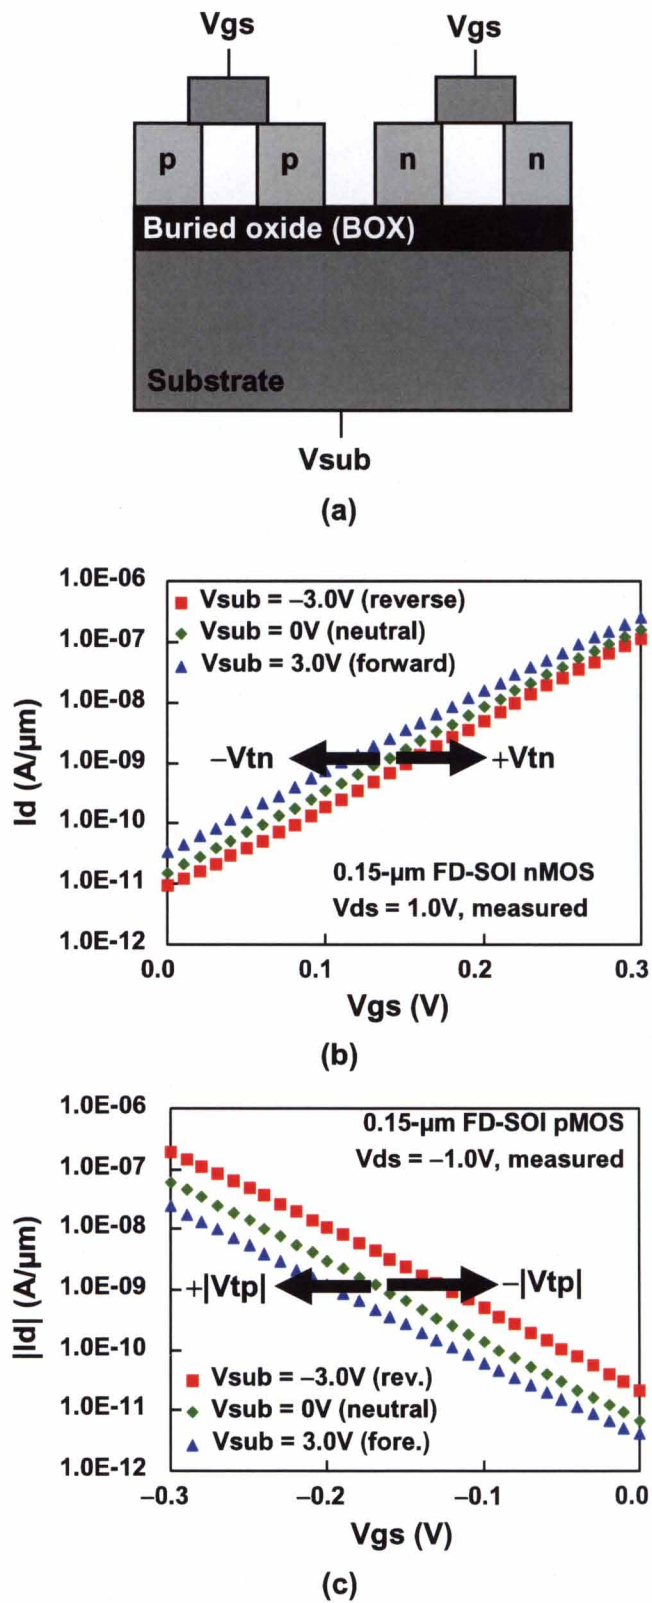 Vgs Vgs
p p n n
Buried oxide (BOX)
Substrate
Vsub
(a)
1.0E-06
1.0E-07
1.0E-08
1.0E-09
1.0E-10
1.0E-11
1.0E-12
Id (A/µm)
Vsub = –3.0V (reverse)
Vsub = 0V (neutral)
Vsub = 3.0V (forward)
–Vtn
+Vtn
0.15-µm FD-SOI nMOS
Vds = 1.0V, measured
0.0 0.1 0.2 0.3
Vgs (V)
(b)
1.0E-06
1.0E-07
1.0E-08
1.0E-09
1.0E-10
1.0E-11
1.0E-12
|Id| (A/µm)
0.15-µm FD-SOI pMOS
Vds = –1.0V, measured
+|Vtp|
–|Vtp|
Vsub = –3.0V (rev.)
Vsub = 0V (neutral)
Vsub = 3.0V (fore.)
–0.3 –0.2 –0.1 0.0
Vgs (V)
(c)